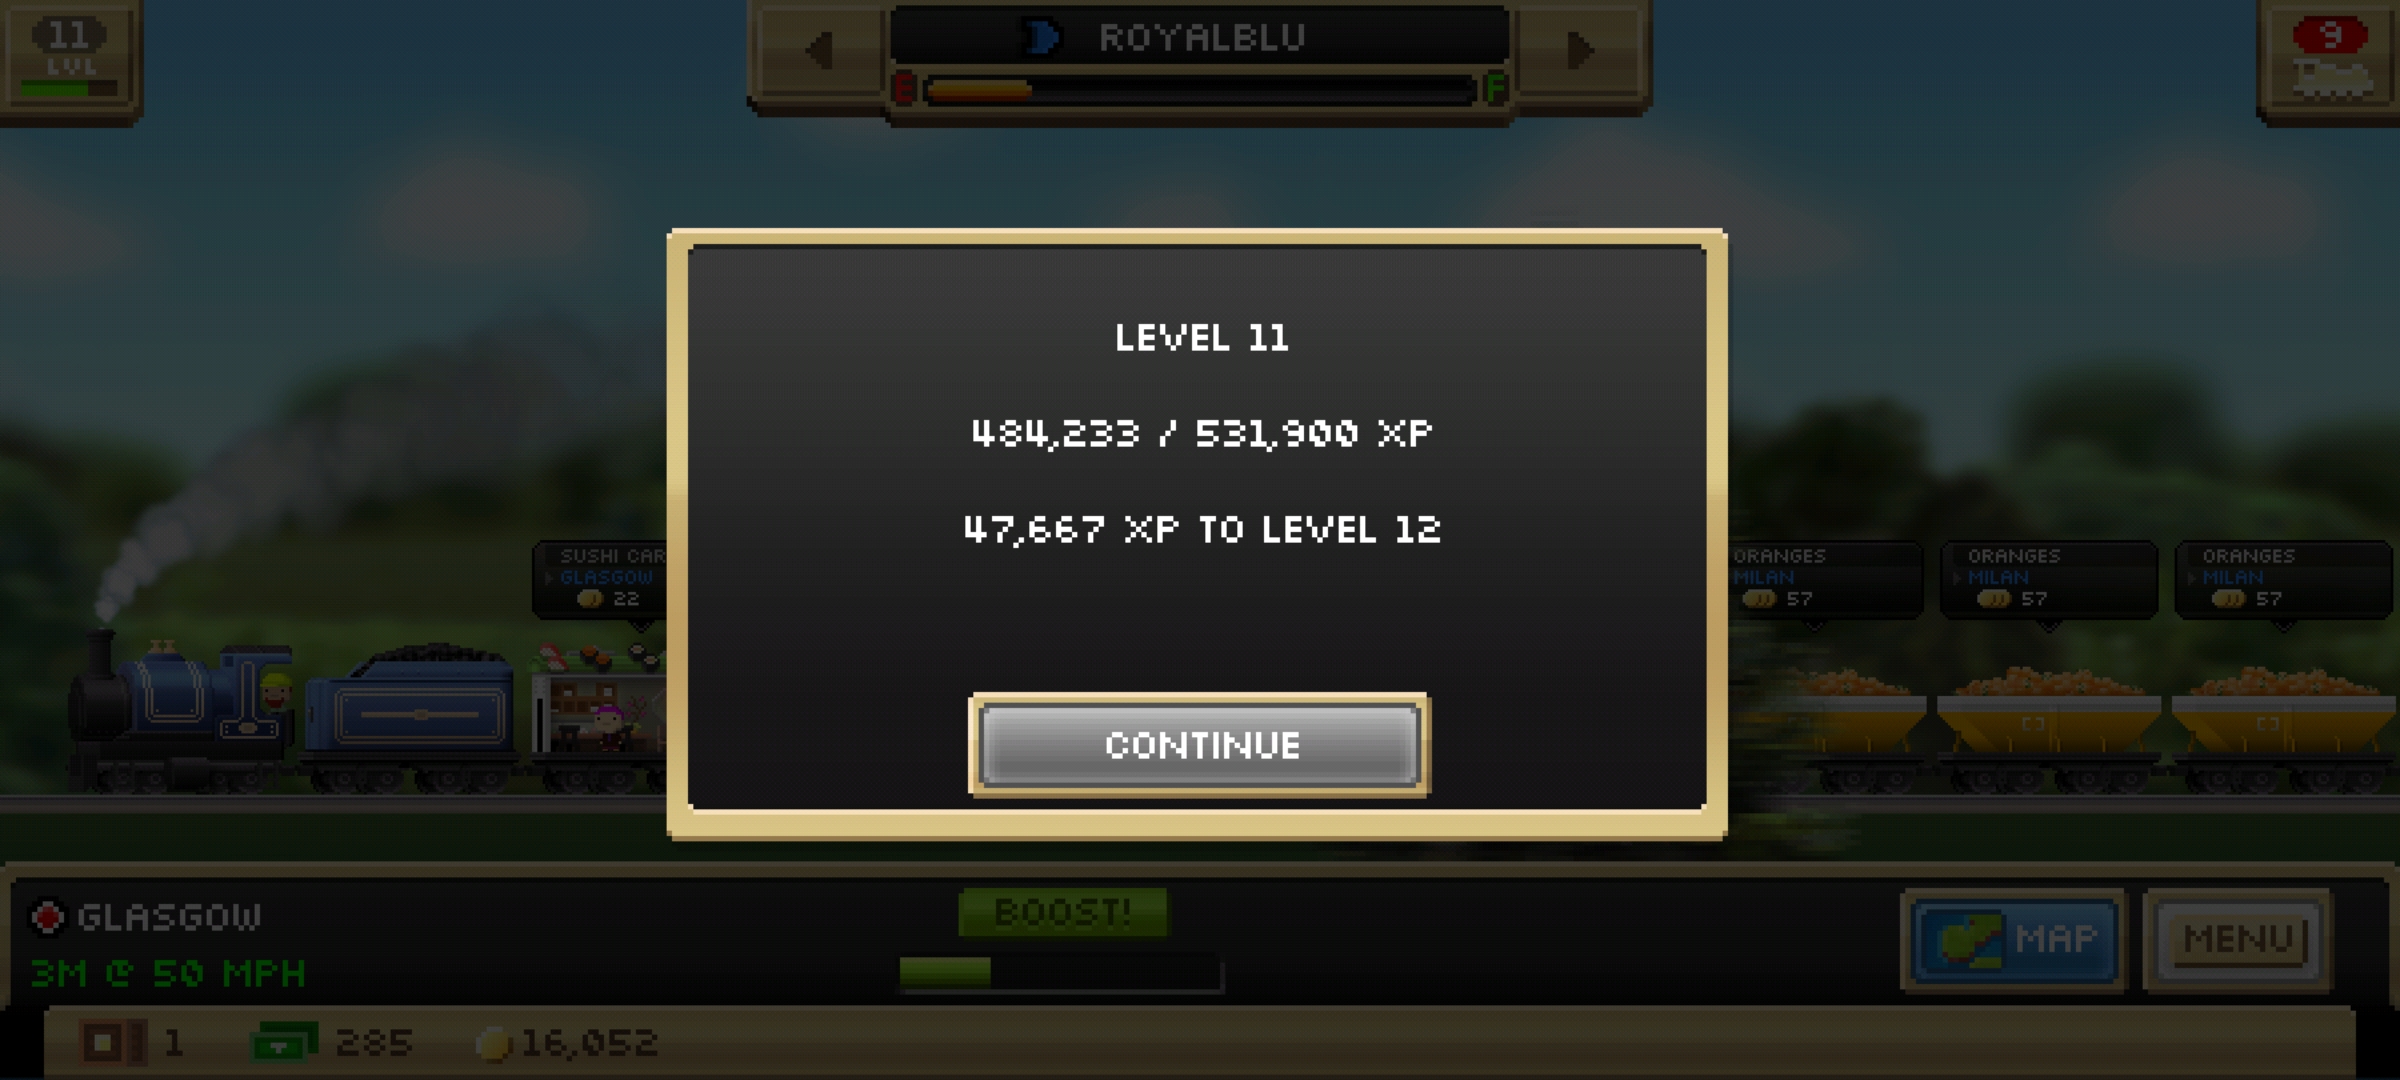 11
LVL
ROYALBLU
E
F
9
LEVEL 11
484,233 / 531,900 XP
47,667 XP TO LEVEL 12
CONTINUE
SUSHI CAR
GLASGOW
22
ORANGES
MILAN
57
ORANGES
MILAN
57
ORANGES
MILAN
57
GLASGOW
3M @ 50 MPH
BOOST!
MAP
MENU
1
285
16,052